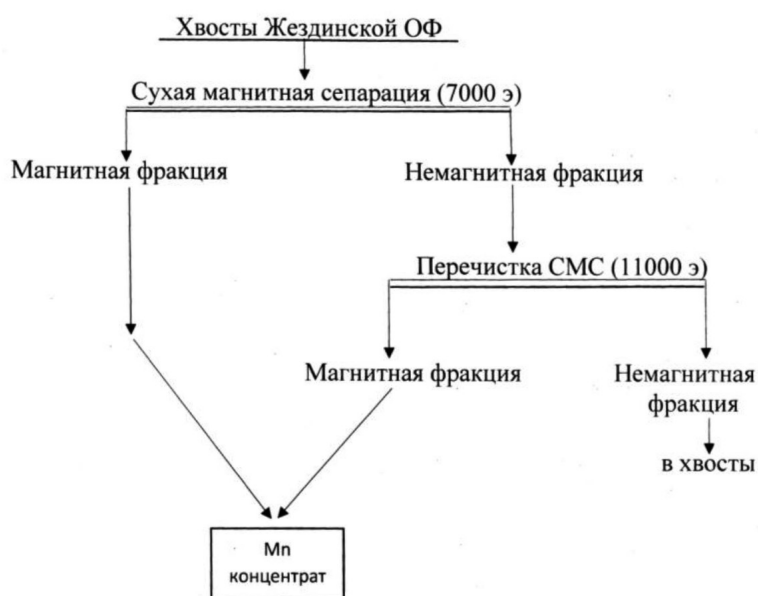 Хвосты Жездинской ОФ
Сухая магнитная сепарация (7000 э)
Магнитная фракция
Немагнитная фракция
Перечистка СМС (11000 э)
Магнитная фракция
Немагнитная
фракция
в хвосты
Mn
концентрат